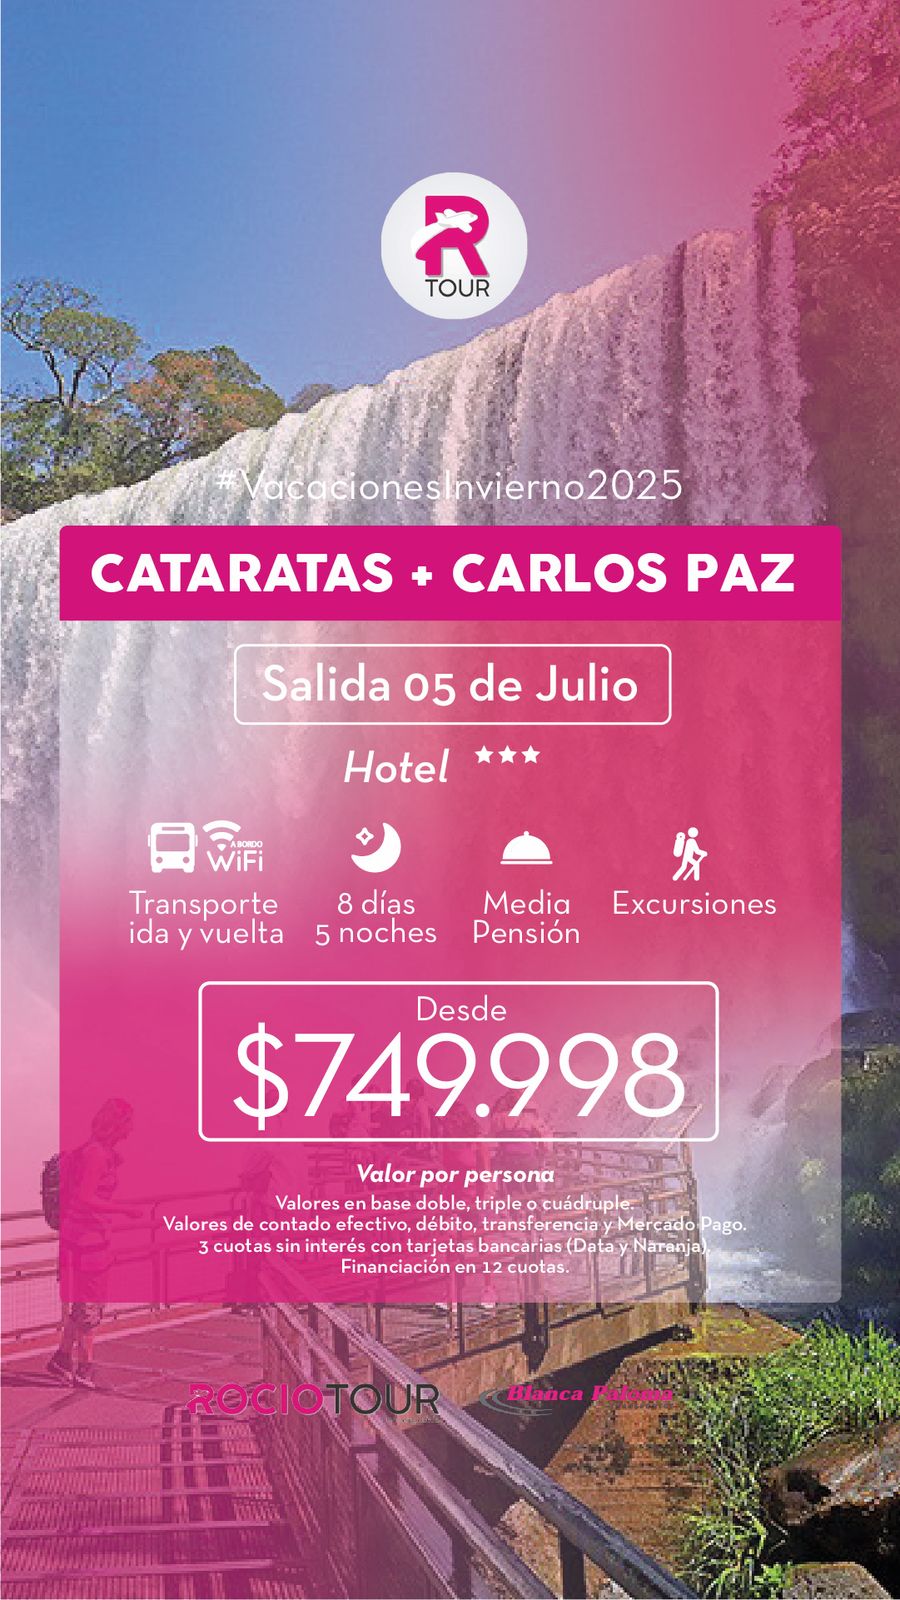 R
TOUR
#VacacionesInvierno2025
CATARATAS + CARLOS PAZ
Salida 05 de Julio
Hotel
A BORDO
WiFi
Transporte
ida y vuelta
8 días
5 noches
Media
Pensión
Excursiones
Desde
$749.998
Valor por persona
Valores en base doble, triple o cuádruple.
Valores de contado efectivo, débito, transferencia y Mercado Pago.
3 cuotas sin interés con tarjetas bancarias (Data y Naranja).
Financiación en 12 cuotas.
ROCIOTOUR
Blanca Paloma